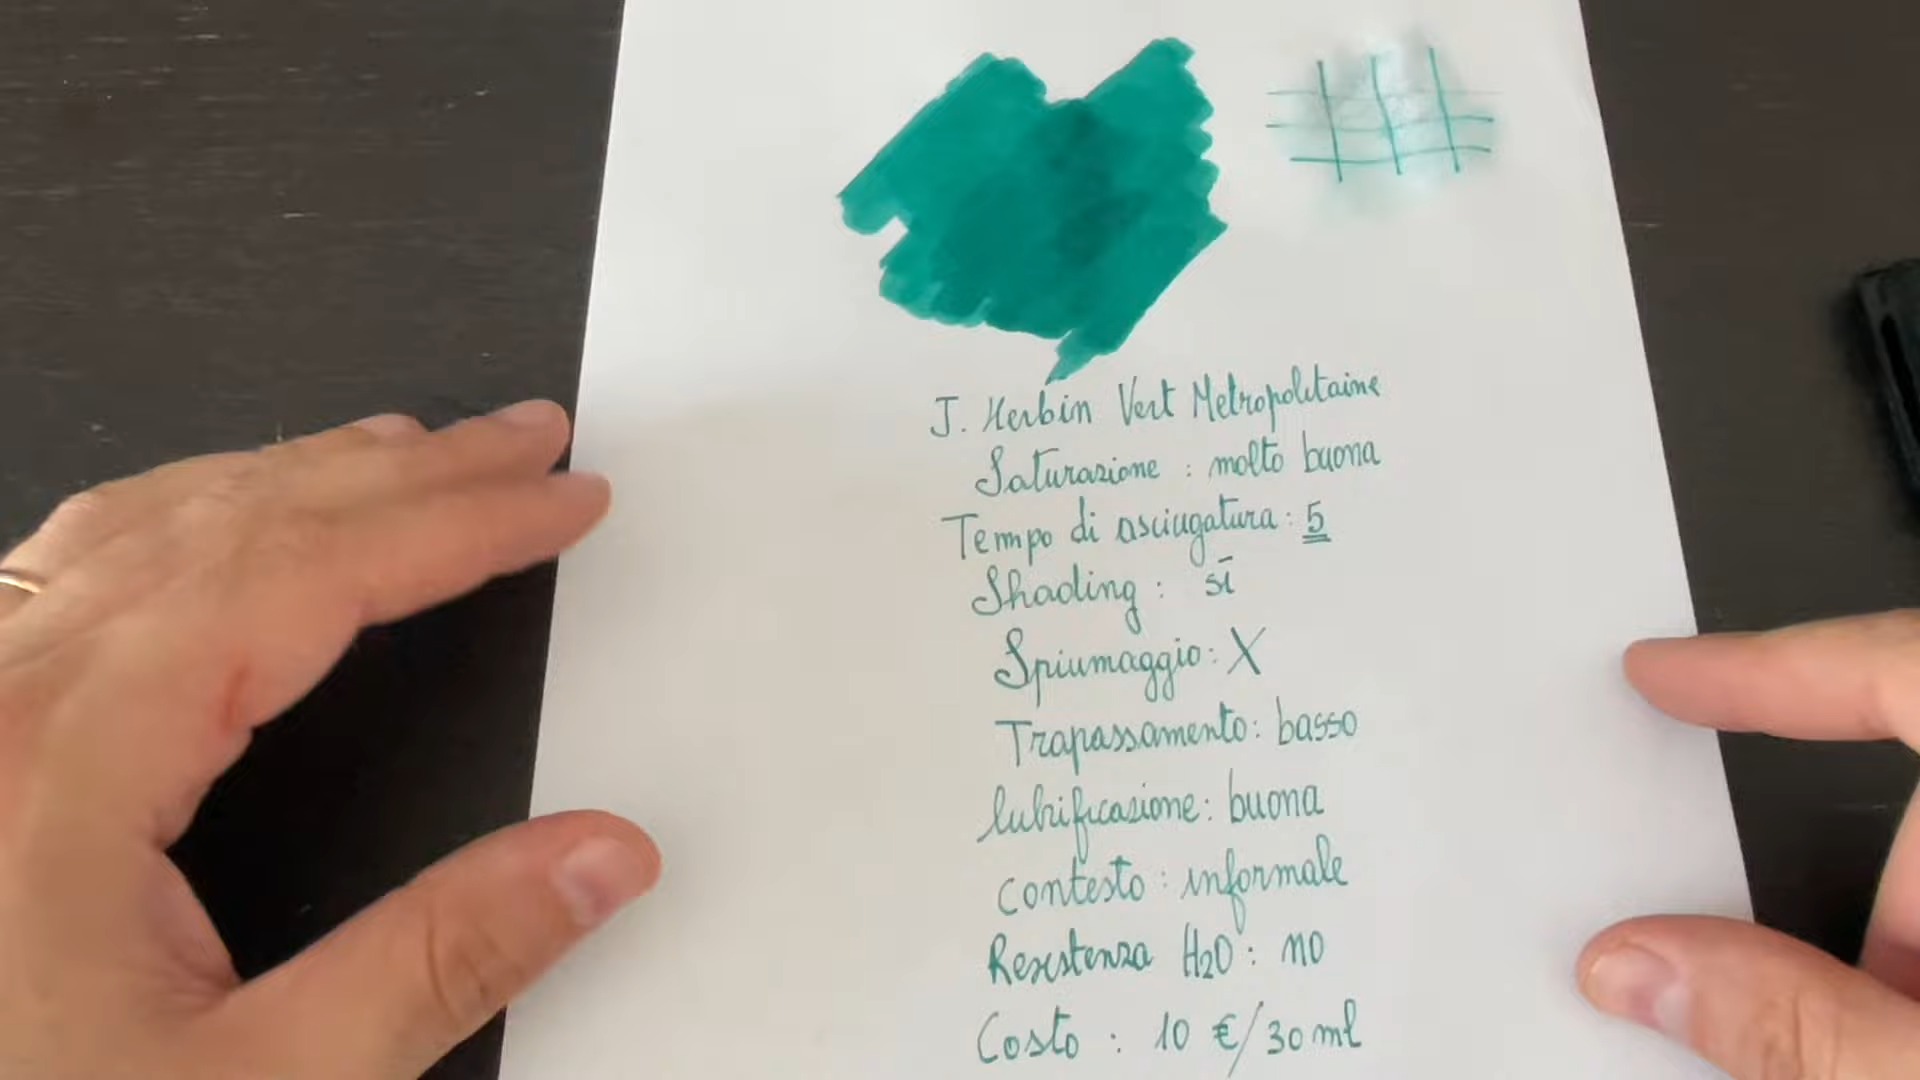 J. Herbin Vert Metropolitaine
Saturazione : molto buona
Tempo di asciugatura : 5
Shading : sì
Spiumaggio : X
Trapassamento : basso
lubrificazione : buona
contesto : informale
Resistenza H2O : no
Costo : 10 €/30 ml